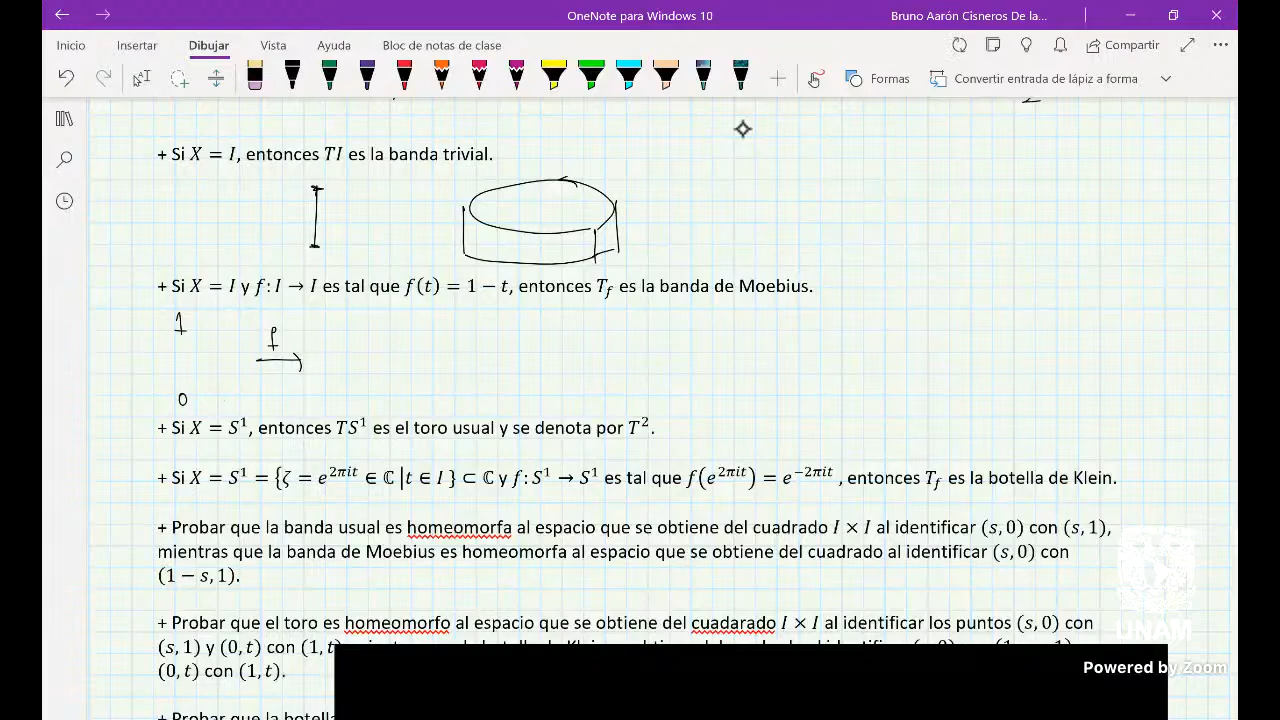 OneNote para Windows 10
Bruno Aarón Cisneros De la...
Inicio Insertar Dibujar Vista Ayuda Bloc de notas de clase
Compartir
Formas
Convertir entrada de lápiz a forma
+ Si X = I, entonces TI es la banda trivial.
+ Si X = I y f: I → I es tal que f(t) = 1 − t, entonces T_f es la banda de Moebius.
1
f
0
+ Si X = S¹, entonces TS¹ es el toro usual y se denota por T².
+ Si X = S¹ = {ζ = e^{2πit} ∈ ℂ | t ∈ I } ⊂ ℂ y f: S¹ → S¹ es tal que f(e^{2πit}) = e^{−2πit}, entonces T_f es la botella de Klein.
+ Probar que la banda usual es homeomorfa al espacio que se obtiene del cuadrado I × I al identificar (s, 0) con (s, 1),
mientras que la banda de Moebius es homeomorfa al espacio que se obtiene del cuadrado al identificar (s, 0) con
(1 − s, 1).
+ Probar que el toro es homeomorfo al espacio que se obtiene del cuadarado I × I al identificar los puntos (s, 0) con
(s, 1) y (0, t) con (1, t)
(0, t) con (1, t).
+ Probar que la botell
UNAM
Powered by Zoom